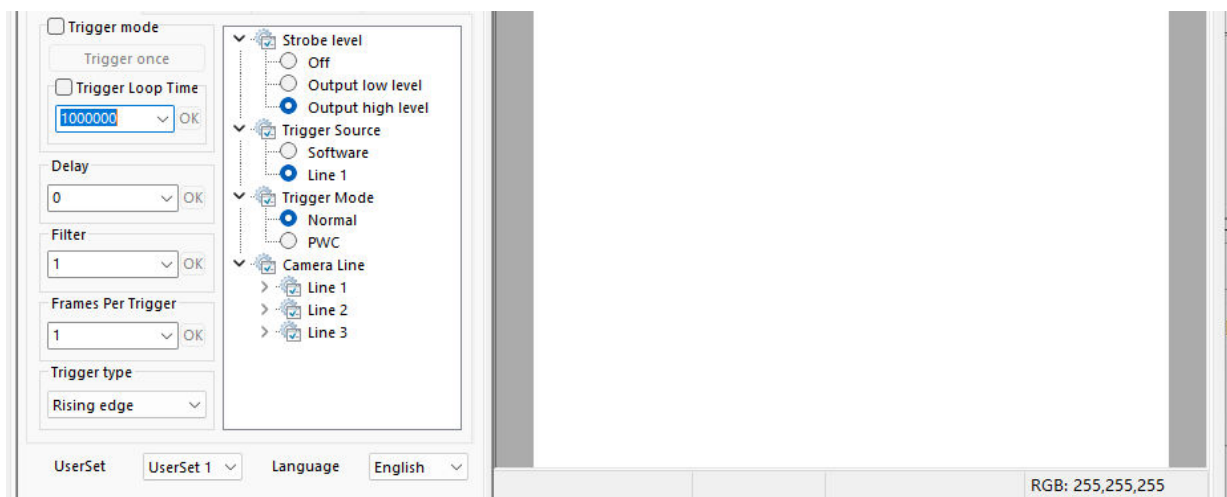 Trigger mode
Trigger once
Trigger Loop Time
1000000
OK
Delay
0
OK
Filter
1
OK
Frames Per Trigger
1
OK
Trigger type
Rising edge
Strobe level
Off
Output low level
Output high level
Trigger Source
Software
Line 1
Trigger Mode
Normal
PWC
Camera Line
Line 1
Line 2
Line 3
UserSet
UserSet 1
Language
English
RGB: 255,255,255